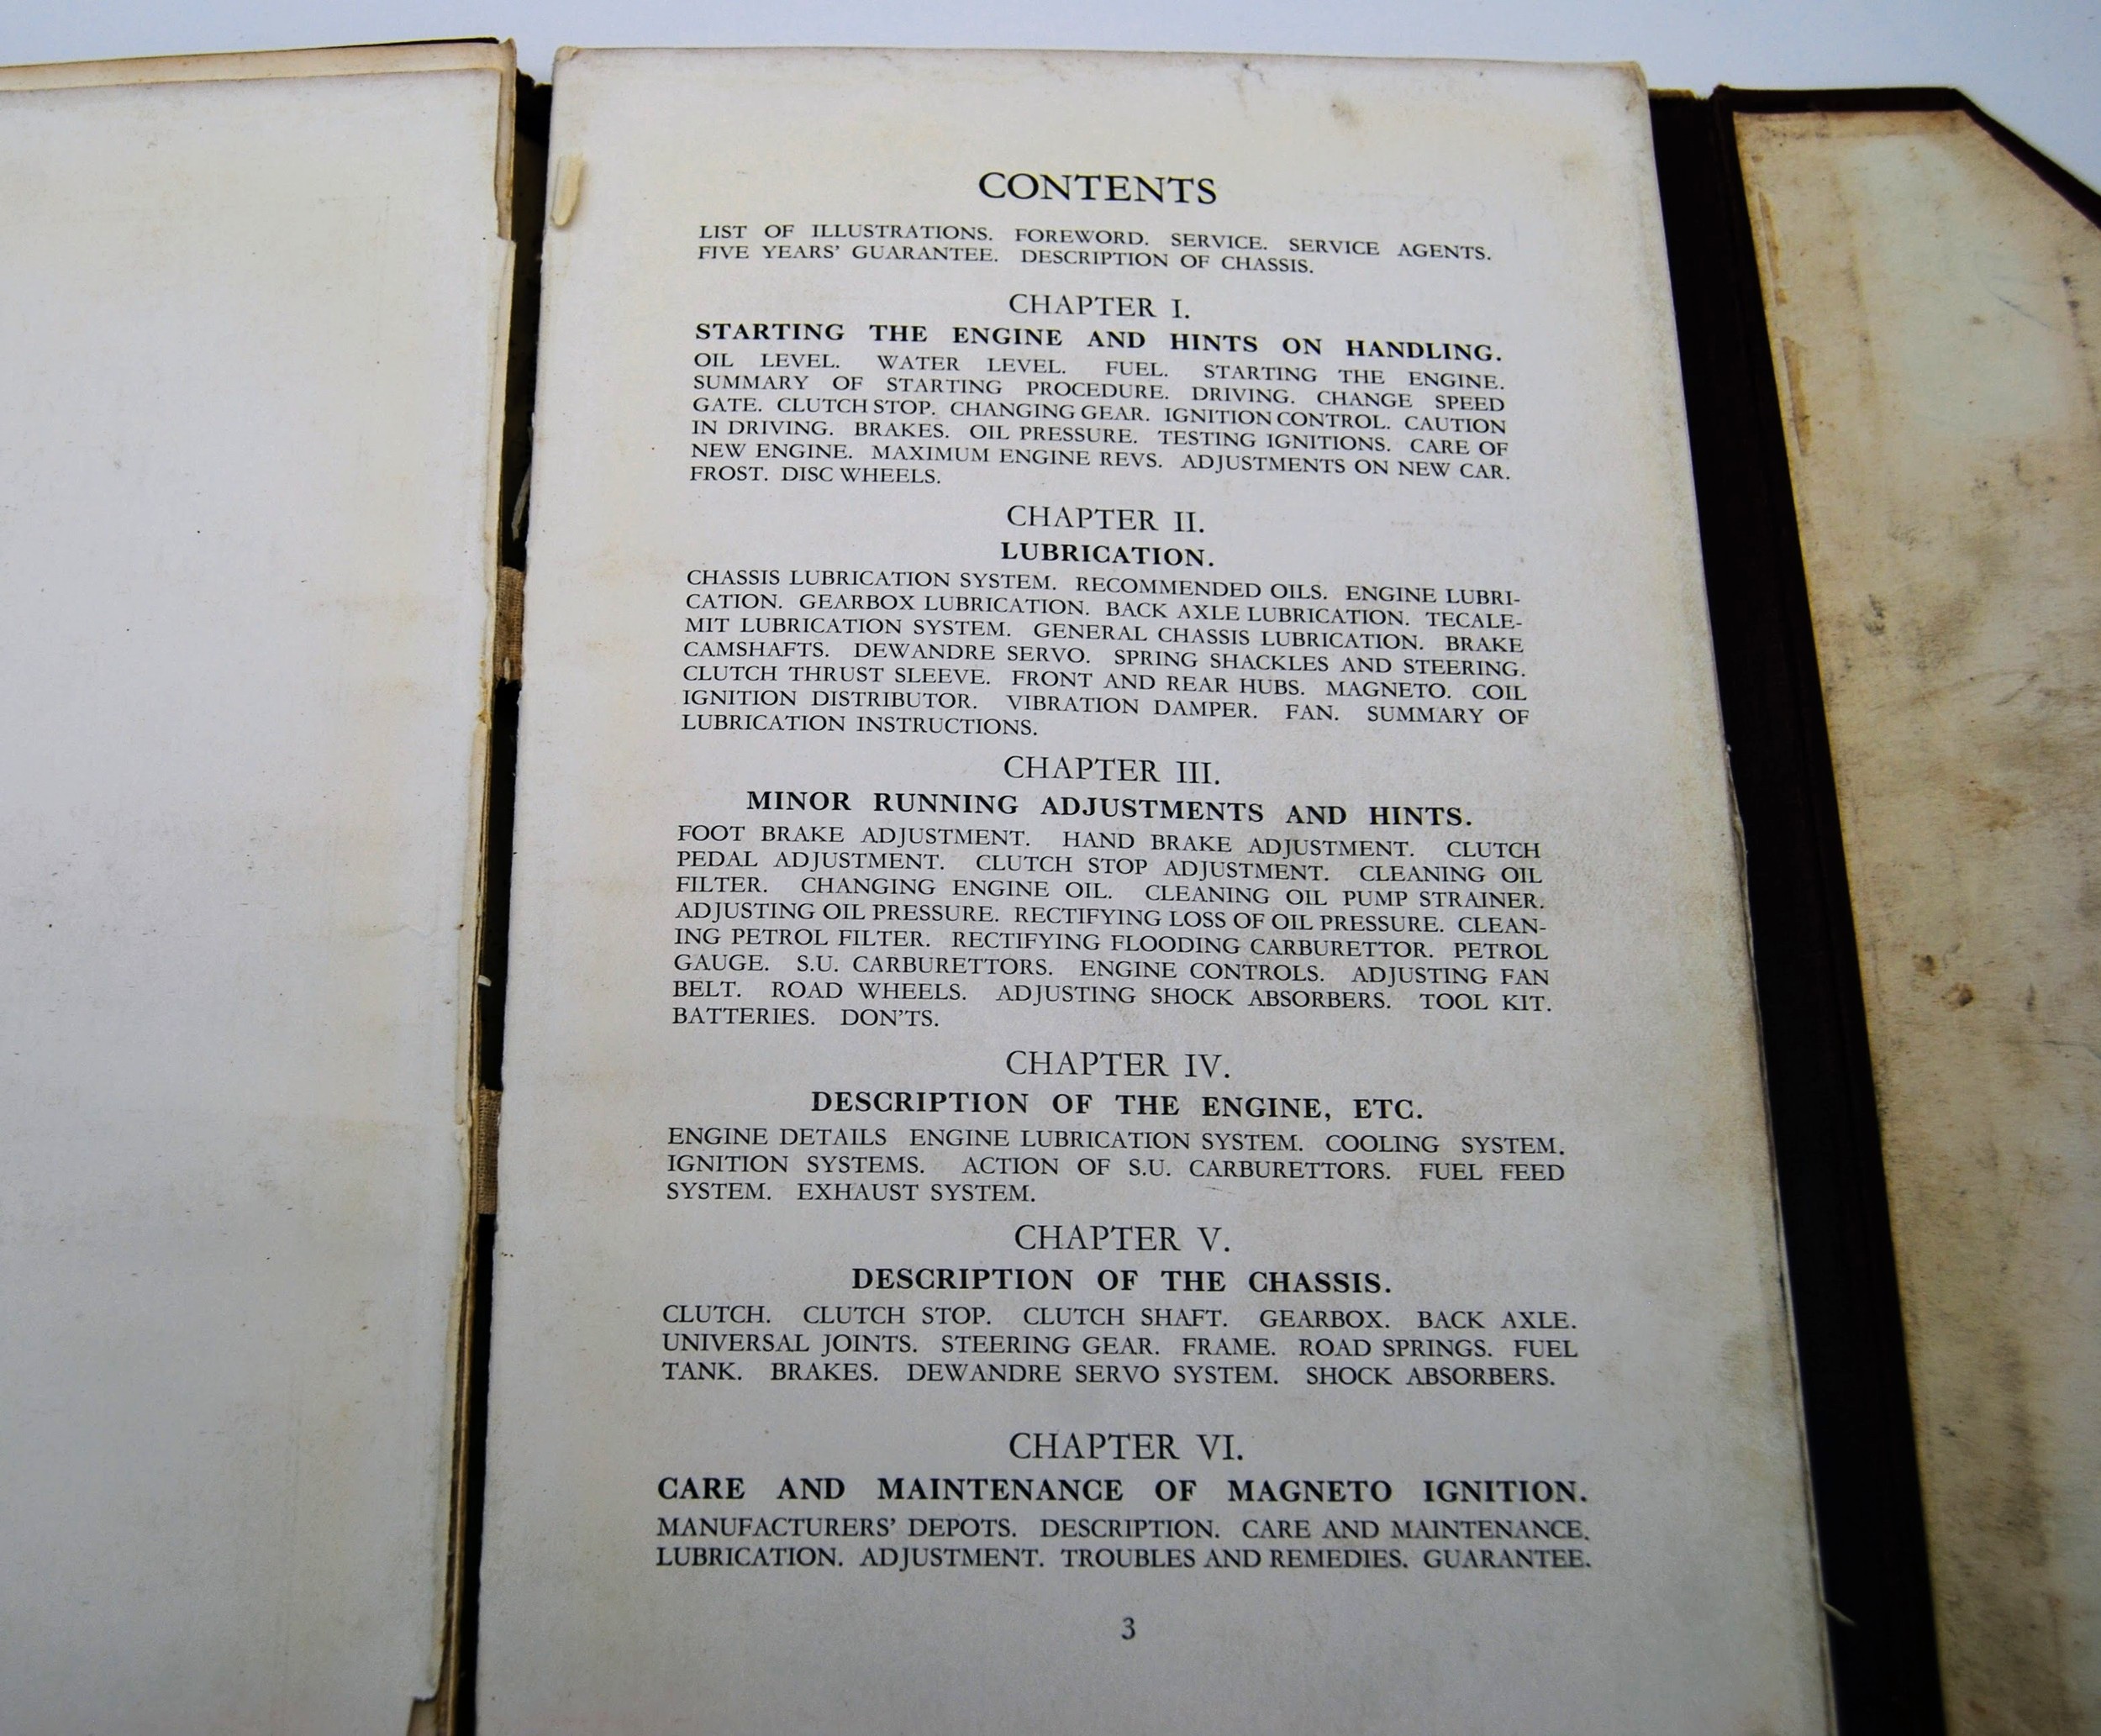 CONTENTS
LIST OF ILLUSTRATIONS. FOREWORD. SERVICE. SERVICE AGENTS.
FIVE YEARS' GUARANTEE. DESCRIPTION OF CHASSIS.
CHAPTER I.
STARTING THE ENGINE AND HINTS ON HANDLING.
OIL LEVEL. WATER LEVEL. FUEL. STARTING THE ENGINE.
SUMMARY OF STARTING PROCEDURE. DRIVING. CHANGE SPEED
GATE. CLUTCH STOP. CHANGING GEAR. IGNITION CONTROL. CAUTION
IN DRIVING. BRAKES. OIL PRESSURE. TESTING IGNITIONS. CARE OF
NEW ENGINE. MAXIMUM ENGINE REVS. ADJUSTMENTS ON NEW CAR.
FROST. DISC WHEELS.
CHAPTER II.
LUBRICATION.
CHASSIS LUBRICATION SYSTEM. RECOMMENDED OILS. ENGINE LUBRI-
CATION. GEARBOX LUBRICATION. BACK AXLE LUBRICATION. TECALE-
MIT LUBRICATION SYSTEM. GENERAL CHASSIS LUBRICATION. BRAKE
CAMSHAFTS. DEWANDRE SERVO. SPRING SHACKLES AND STEERING.
CLUTCH THRUST SLEEVE. FRONT AND REAR HUBS. MAGNETO. COIL
IGNITION DISTRIBUTOR. VIBRATION DAMPER. FAN. SUMMARY OF
LUBRICATION INSTRUCTIONS.
CHAPTER III.
MINOR RUNNING ADJUSTMENTS AND HINTS.
FOOT BRAKE ADJUSTMENT. HAND BRAKE ADJUSTMENT. CLUTCH
PEDAL ADJUSTMENT. CLUTCH STOP ADJUSTMENT. CLEANING OIL
FILTER. CHANGING ENGINE OIL. CLEANING OIL PUMP STRAINER.
ADJUSTING OIL PRESSURE. RECTIFYING LOSS OF OIL PRESSURE. CLEAN-
ING PETROL FILTER. RECTIFYING FLOODING CARBURETTOR. PETROL
GAUGE. S.U. CARBURETTORS. ENGINE CONTROLS. ADJUSTING FAN
BELT. ROAD WHEELS. ADJUSTING SHOCK ABSORBERS. TOOL KIT.
BATTERIES. DON'TS.
CHAPTER IV.
DESCRIPTION OF THE ENGINE, ETC.
ENGINE DETAILS ENGINE LUBRICATION SYSTEM. COOLING SYSTEM.
IGNITION SYSTEMS. ACTION OF S.U. CARBURETTORS. FUEL FEED
SYSTEM. EXHAUST SYSTEM.
CHAPTER V.
DESCRIPTION OF THE CHASSIS.
CLUTCH. CLUTCH STOP. CLUTCH SHAFT. GEARBOX. BACK AXLE.
UNIVERSAL JOINTS. STEERING GEAR. FRAME. ROAD SPRINGS. FUEL
TANK. BRAKES. DEWANDRE SERVO SYSTEM. SHOCK ABSORBERS.
CHAPTER VI.
CARE AND MAINTENANCE OF MAGNETO IGNITION.
MANUFACTURERS' DEPOTS. DESCRIPTION. CARE AND MAINTENANCE.
LUBRICATION. ADJUSTMENT. TROUBLES AND REMEDIES. GUARANTEE.
3